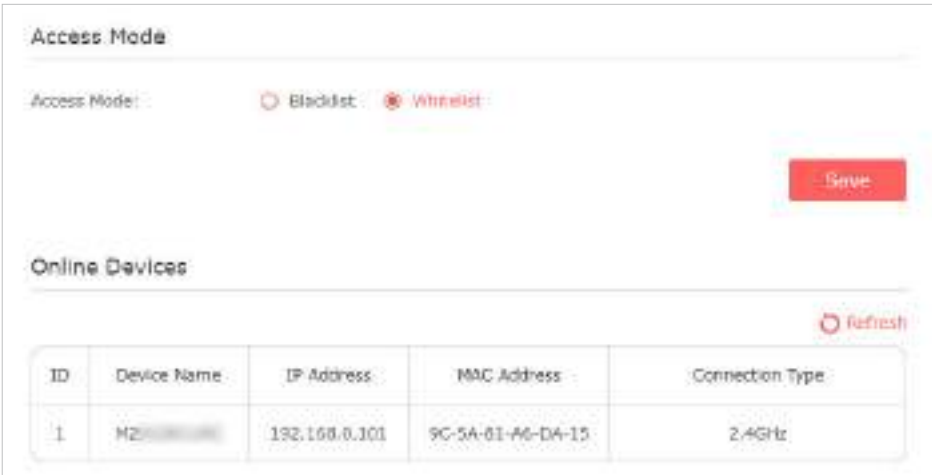 Access Mode
Access Mode: Blacklist Whitelist
Save
Online Devices
Refresh
ID Device Name IP Address MAC Address Connection Type
1 192.168.0.101 9C-5A-81-A6-DA-15 2.4GHz